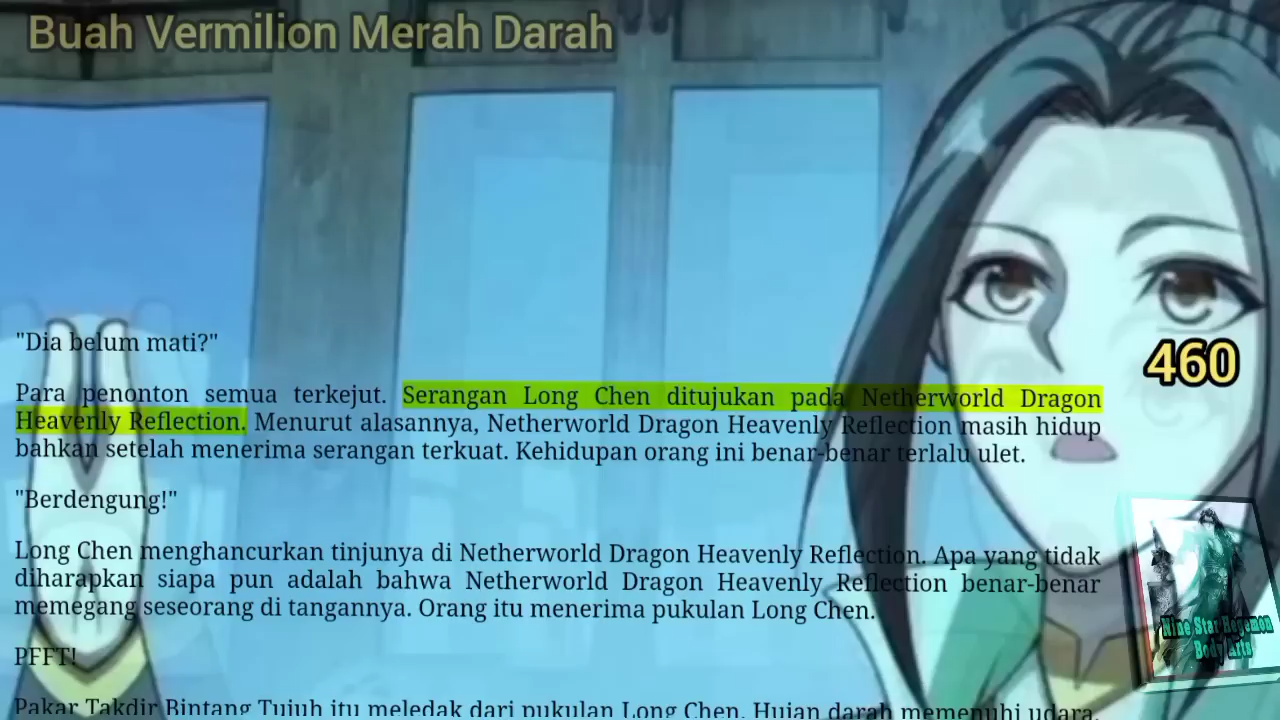 Buah Vermilion Merah Darah
"Dia belum mati?"
Para penonton semua terkejut. Serangan Long Chen ditujukan pada Netherworld Dragon
Heavenly Reflection. Menurut alasannya, Netherworld Dragon Heavenly Reflection masih hidup
bahkan setelah menerima serangan terkuat. Kehidupan orang ini benar-benar terlalu ulet.
460
"Berdengung!"
Long Chen menghancurkan tinjunya di Netherworld Dragon Heavenly Reflection. Apa yang tidak
diharapkan siapa pun adalah bahwa Netherworld Dragon Heavenly Reflection benar-benar
memegang seseorang di tangannya. Orang itu menerima pukulan Long Chen.
Nine Star Hegemon
Body Arts
PFFT!
Pakar Takdir Bintang Tujuh itu meledak dari pukulan Long Chen. Hujan darah memenuhi udara.